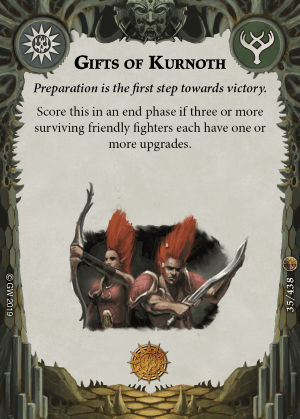 Gifts of Kurnoth
Preparation is the first step towards victory.
Score this in an end phase if three or more
surviving friendly fighters each have one or
more upgrades.
© GW 2019
35/438
1